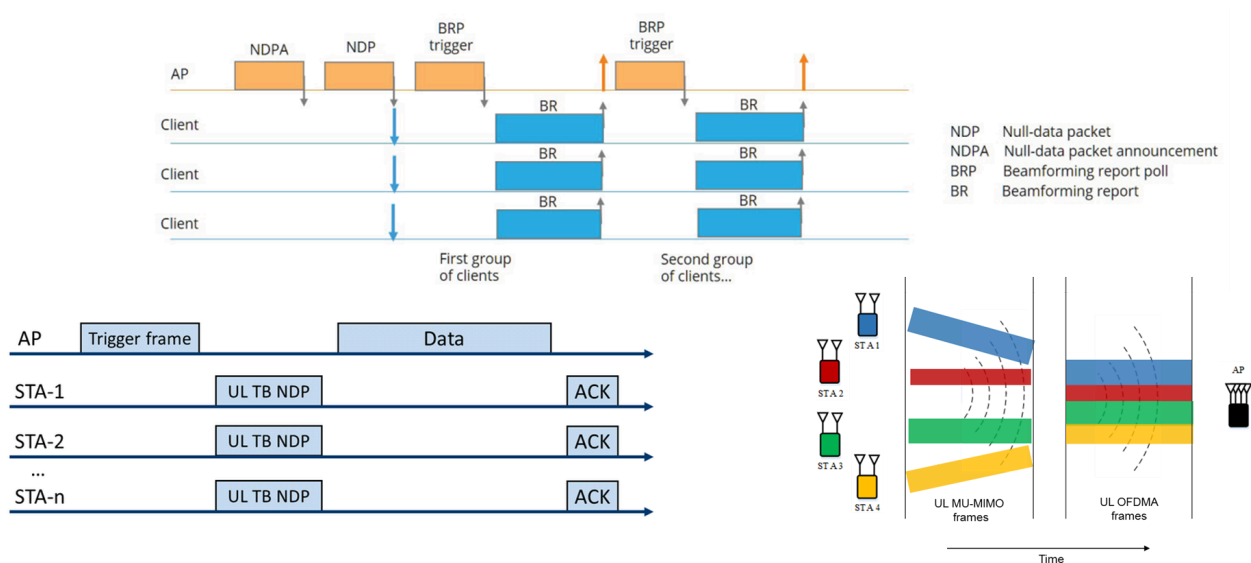 NDPA
NDP
BRP
trigger
BRP
trigger
AP
BR
BR
Client
BR
BR
Client
BR
BR
Client
First group
of clients
Second group
of clients...
NDP Null-data packet
NDPA Null-data packet announcement
BRP Beamforming report poll
BR Beamforming report
AP
Trigger frame
Data
STA-1
UL TB NDP
ACK
STA-2
UL TB NDP
ACK
...
STA-n
UL TB NDP
ACK
STA 1
STA 2
STA 3
STA 4
AP
UL MU-MIMO
frames
UL OFDMA
frames
Time